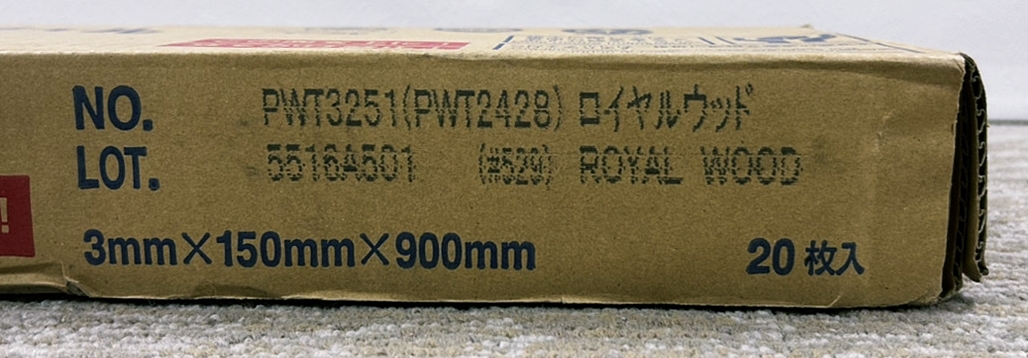 NO. PWT3251(PWT2428) ロイヤルウッド
LOT. 5516A501 (#529) ROYAL WOOD
!
3mm×150mm×900mm 20枚入